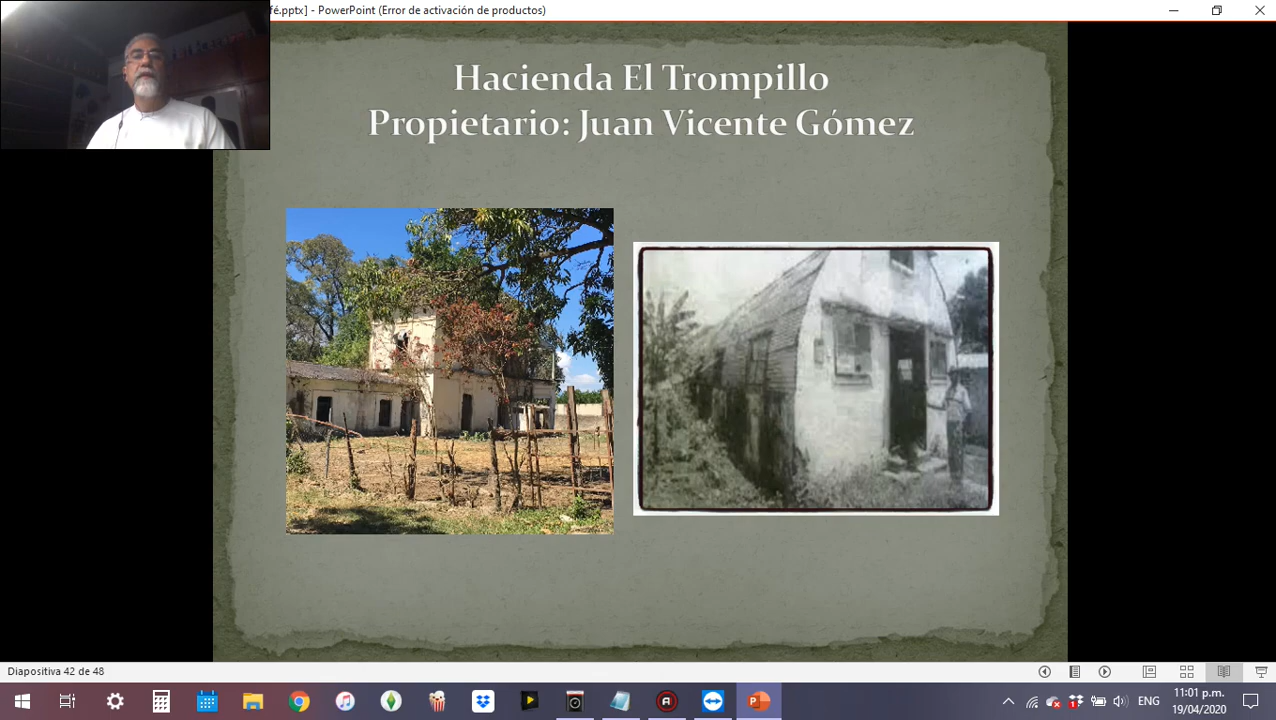 fé.pptx] - PowerPoint (Error de activación de productos)
Hacienda El Trompillo
Propietario: Juan Vicente Gómez
Diapositiva 42 de 48
ENG
11:01 p.m.
19/04/2020